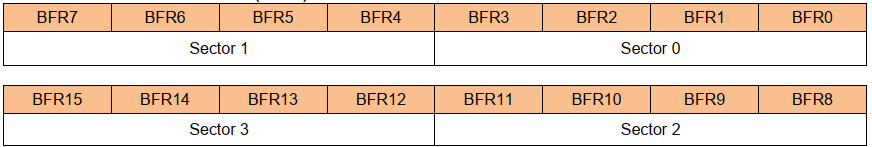 BFR7 BFR6 BFR5 BFR4 BFR3 BFR2 BFR1 BFR0
Sector 1 Sector 0
BFR15 BFR14 BFR13 BFR12 BFR11 BFR10 BFR9 BFR8
Sector 3 Sector 2